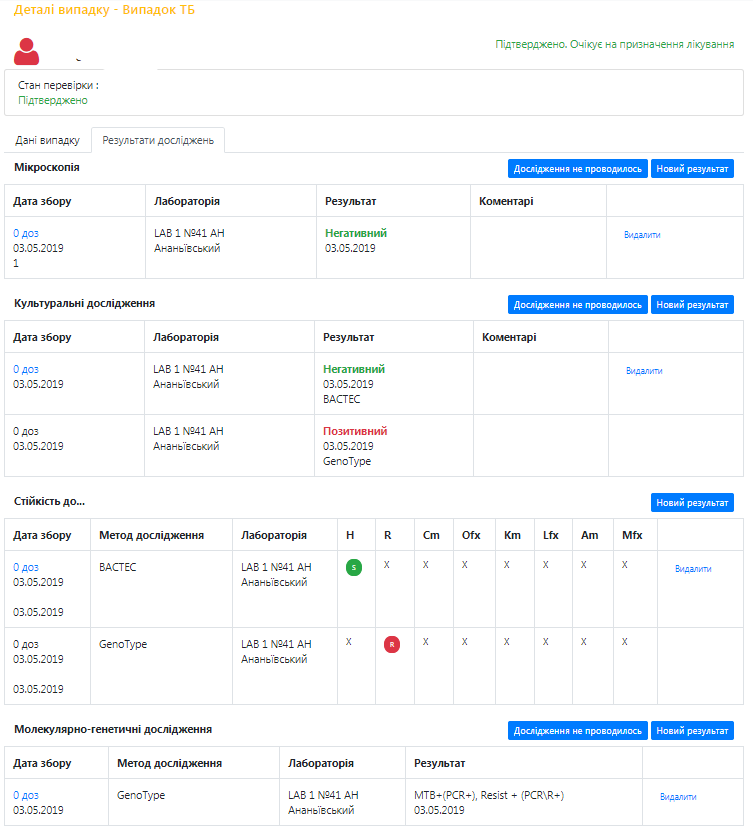 Деталі випадку - Випадок ТБ
Підтверджено. Очікує на призначення лікування
Стан перевірки :
Підтверджено
Дані випадку Результати досліджень
Мікроскопія Дослідження не проводилось Новий результат
Дата збору Лабораторія Результат Коментарі
0 доз LAB 1 №41 АН Негативний Видалити
03.05.2019 Ананьївський 03.05.2019
1
Культуральні дослідження Дослідження не проводилось Новий результат
Дата збору Лабораторія Результат Коментарі
0 доз LAB 1 №41 АН Негативний Видалити
03.05.2019 Ананьївський 03.05.2019
BACTEC
0 доз LAB 1 №41 АН Позитивний
03.05.2019 Ананьївський 03.05.2019
GenoType
Стійкість до... Новий результат
Дата збору Метод дослідження Лабораторія H R Cm Ofx Km Lfx Am Mfx
0 доз BACTEC LAB 1 №41 АН S X X X X X X X Видалити
03.05.2019 Ананьївський
03.05.2019
0 доз GenoType LAB 1 №41 АН X R X X X X X X
03.05.2019 Ананьївський
03.05.2019
Молекулярно-генетичні дослідження Дослідження не проводилось Новий результат
Дата збору Метод дослідження Лабораторія Результат
0 доз GenoType LAB 1 №41 АН MTB+(PCR+), Resist + (PCR\R+) Видалити
03.05.2019 Ананьївський 03.05.2019